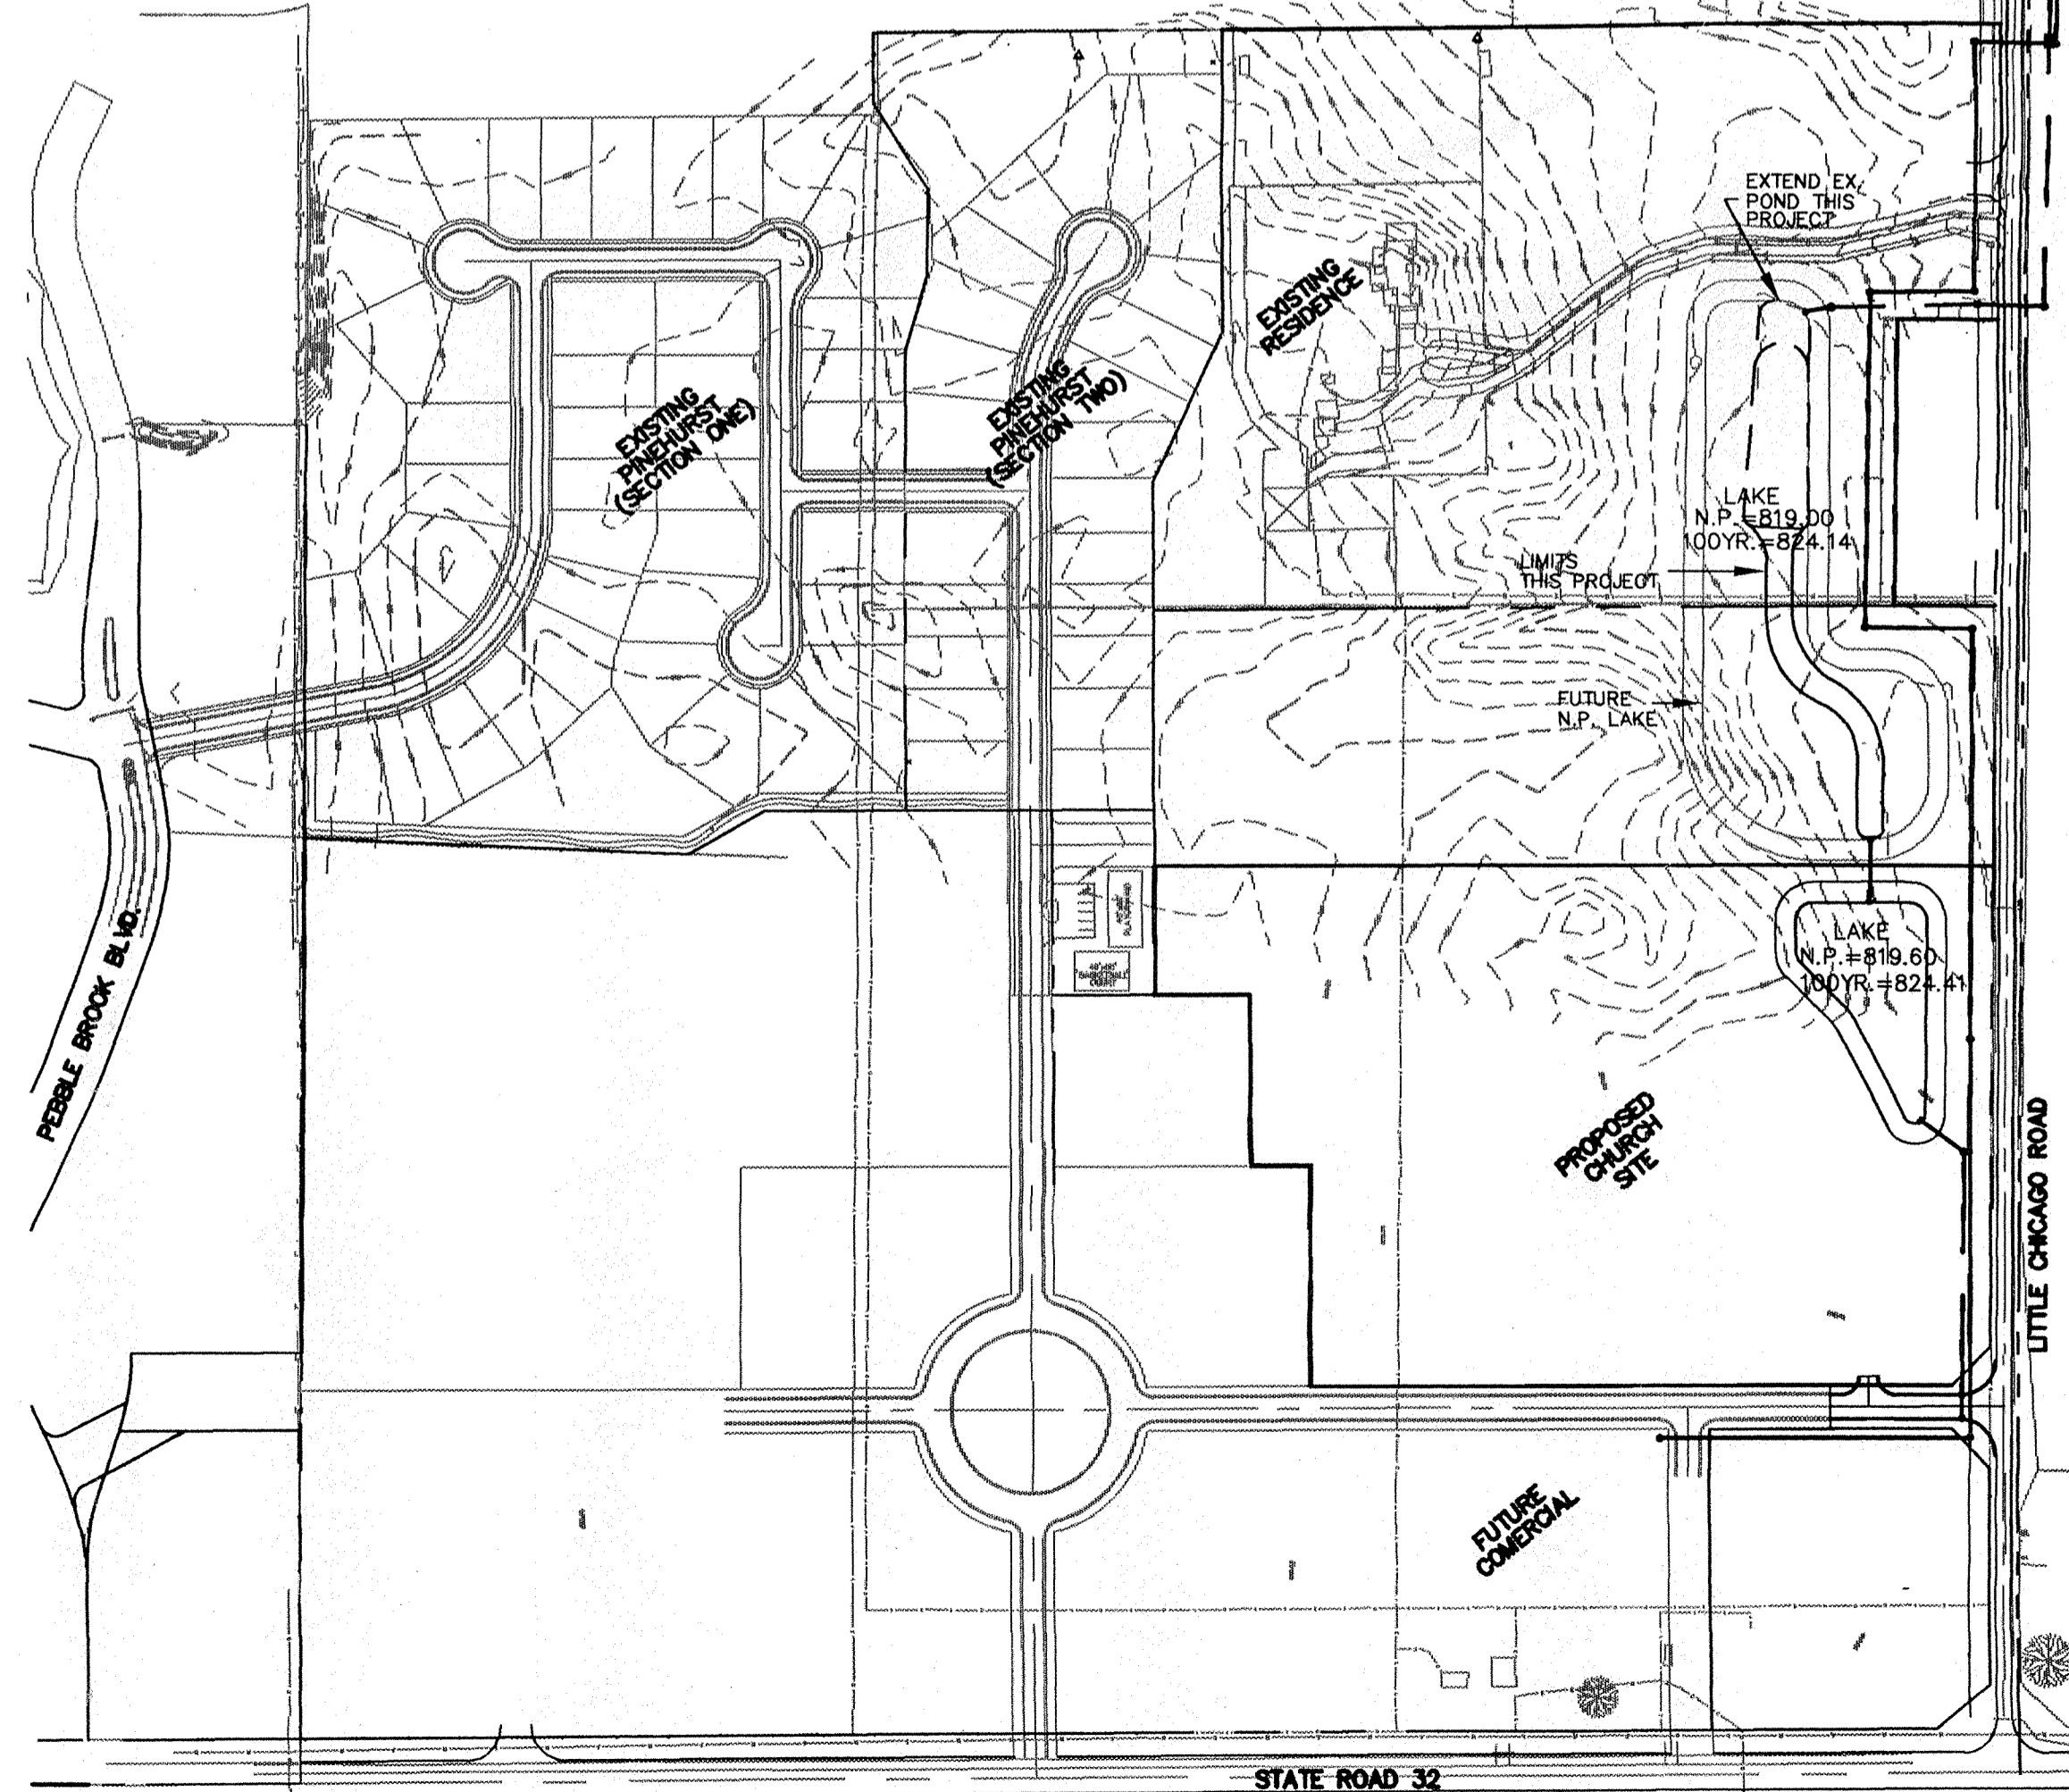 EXTEND EX.
POND THIS
PROJECT
EXISTING
RESIDENCE
EXISTING
PINEHURST
(SECTION ONE)
EXISTING
PINEHURST
(SECTION TWO)
LAKE
N.P.=819.00
100YR.=824.14
LIMITS
THIS PROJECT
FUTURE
N.P. LAKE
LAKE
N.P.=819.60
100YR.=824.41
PEBBLE BROOK BLVD.
BASKETBALL
COURT
PROPOSED
CHURCH
SITE
LITTLE CHICAGO ROAD
FUTURE
COMERCIAL
STATE ROAD 32